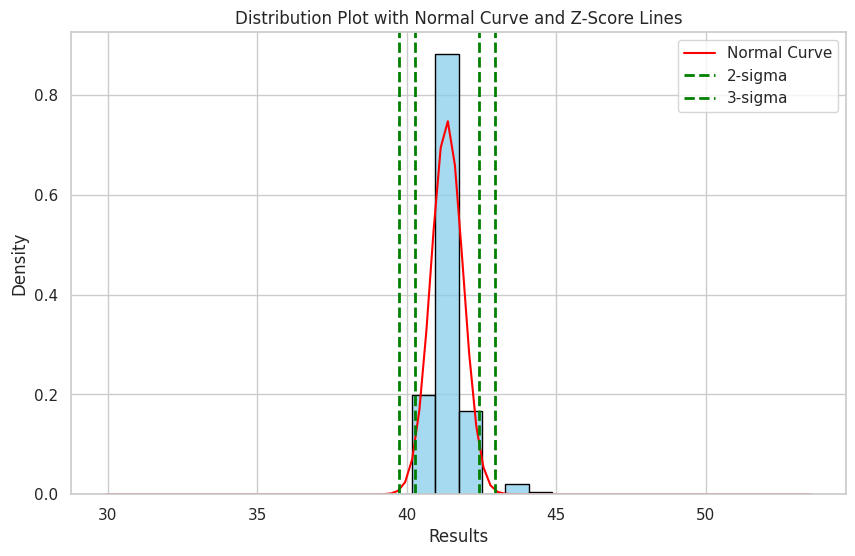 Distribution Plot with Normal Curve and Z-Score Lines
Normal Curve
2-sigma
3-sigma
0.8
0.6
0.4
0.2
0.0
Density
30
35
40
45
50
Results